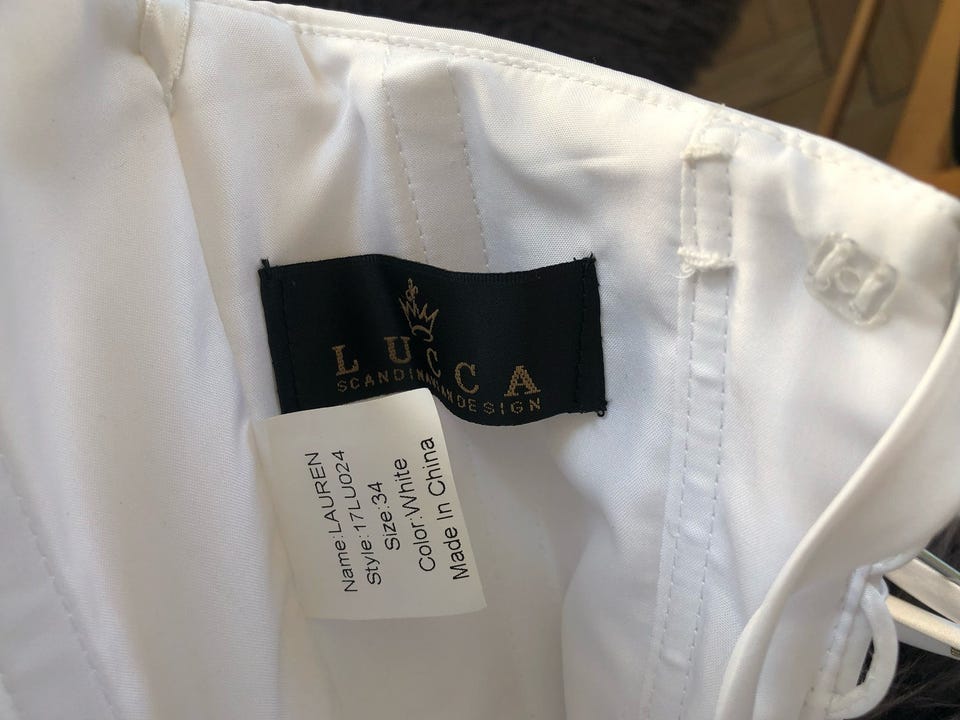 LUCCA
SCANDINAVIAN DESIGN
Name:LAUREN
Style:17LU024
Size:34
Color:White
Made In China